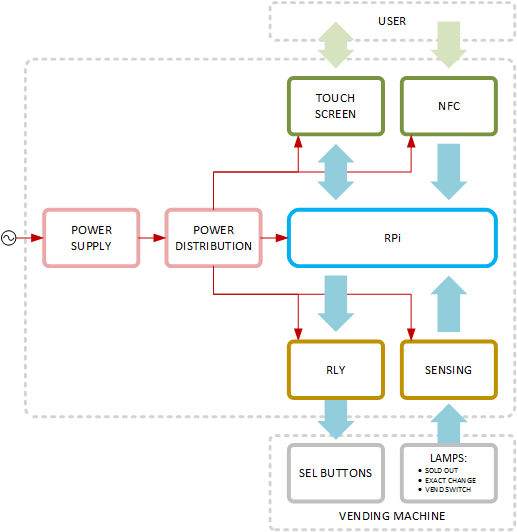 USER
TOUCH
SCREEN
NFC
POWER
SUPPLY
POWER
DISTRIBUTION
RPi
RLY
SENSING
SEL BUTTONS
LAMPS:
• SOLD OUT
• EXACT CHANGE
• VEND SWITCH
VENDING MACHINE